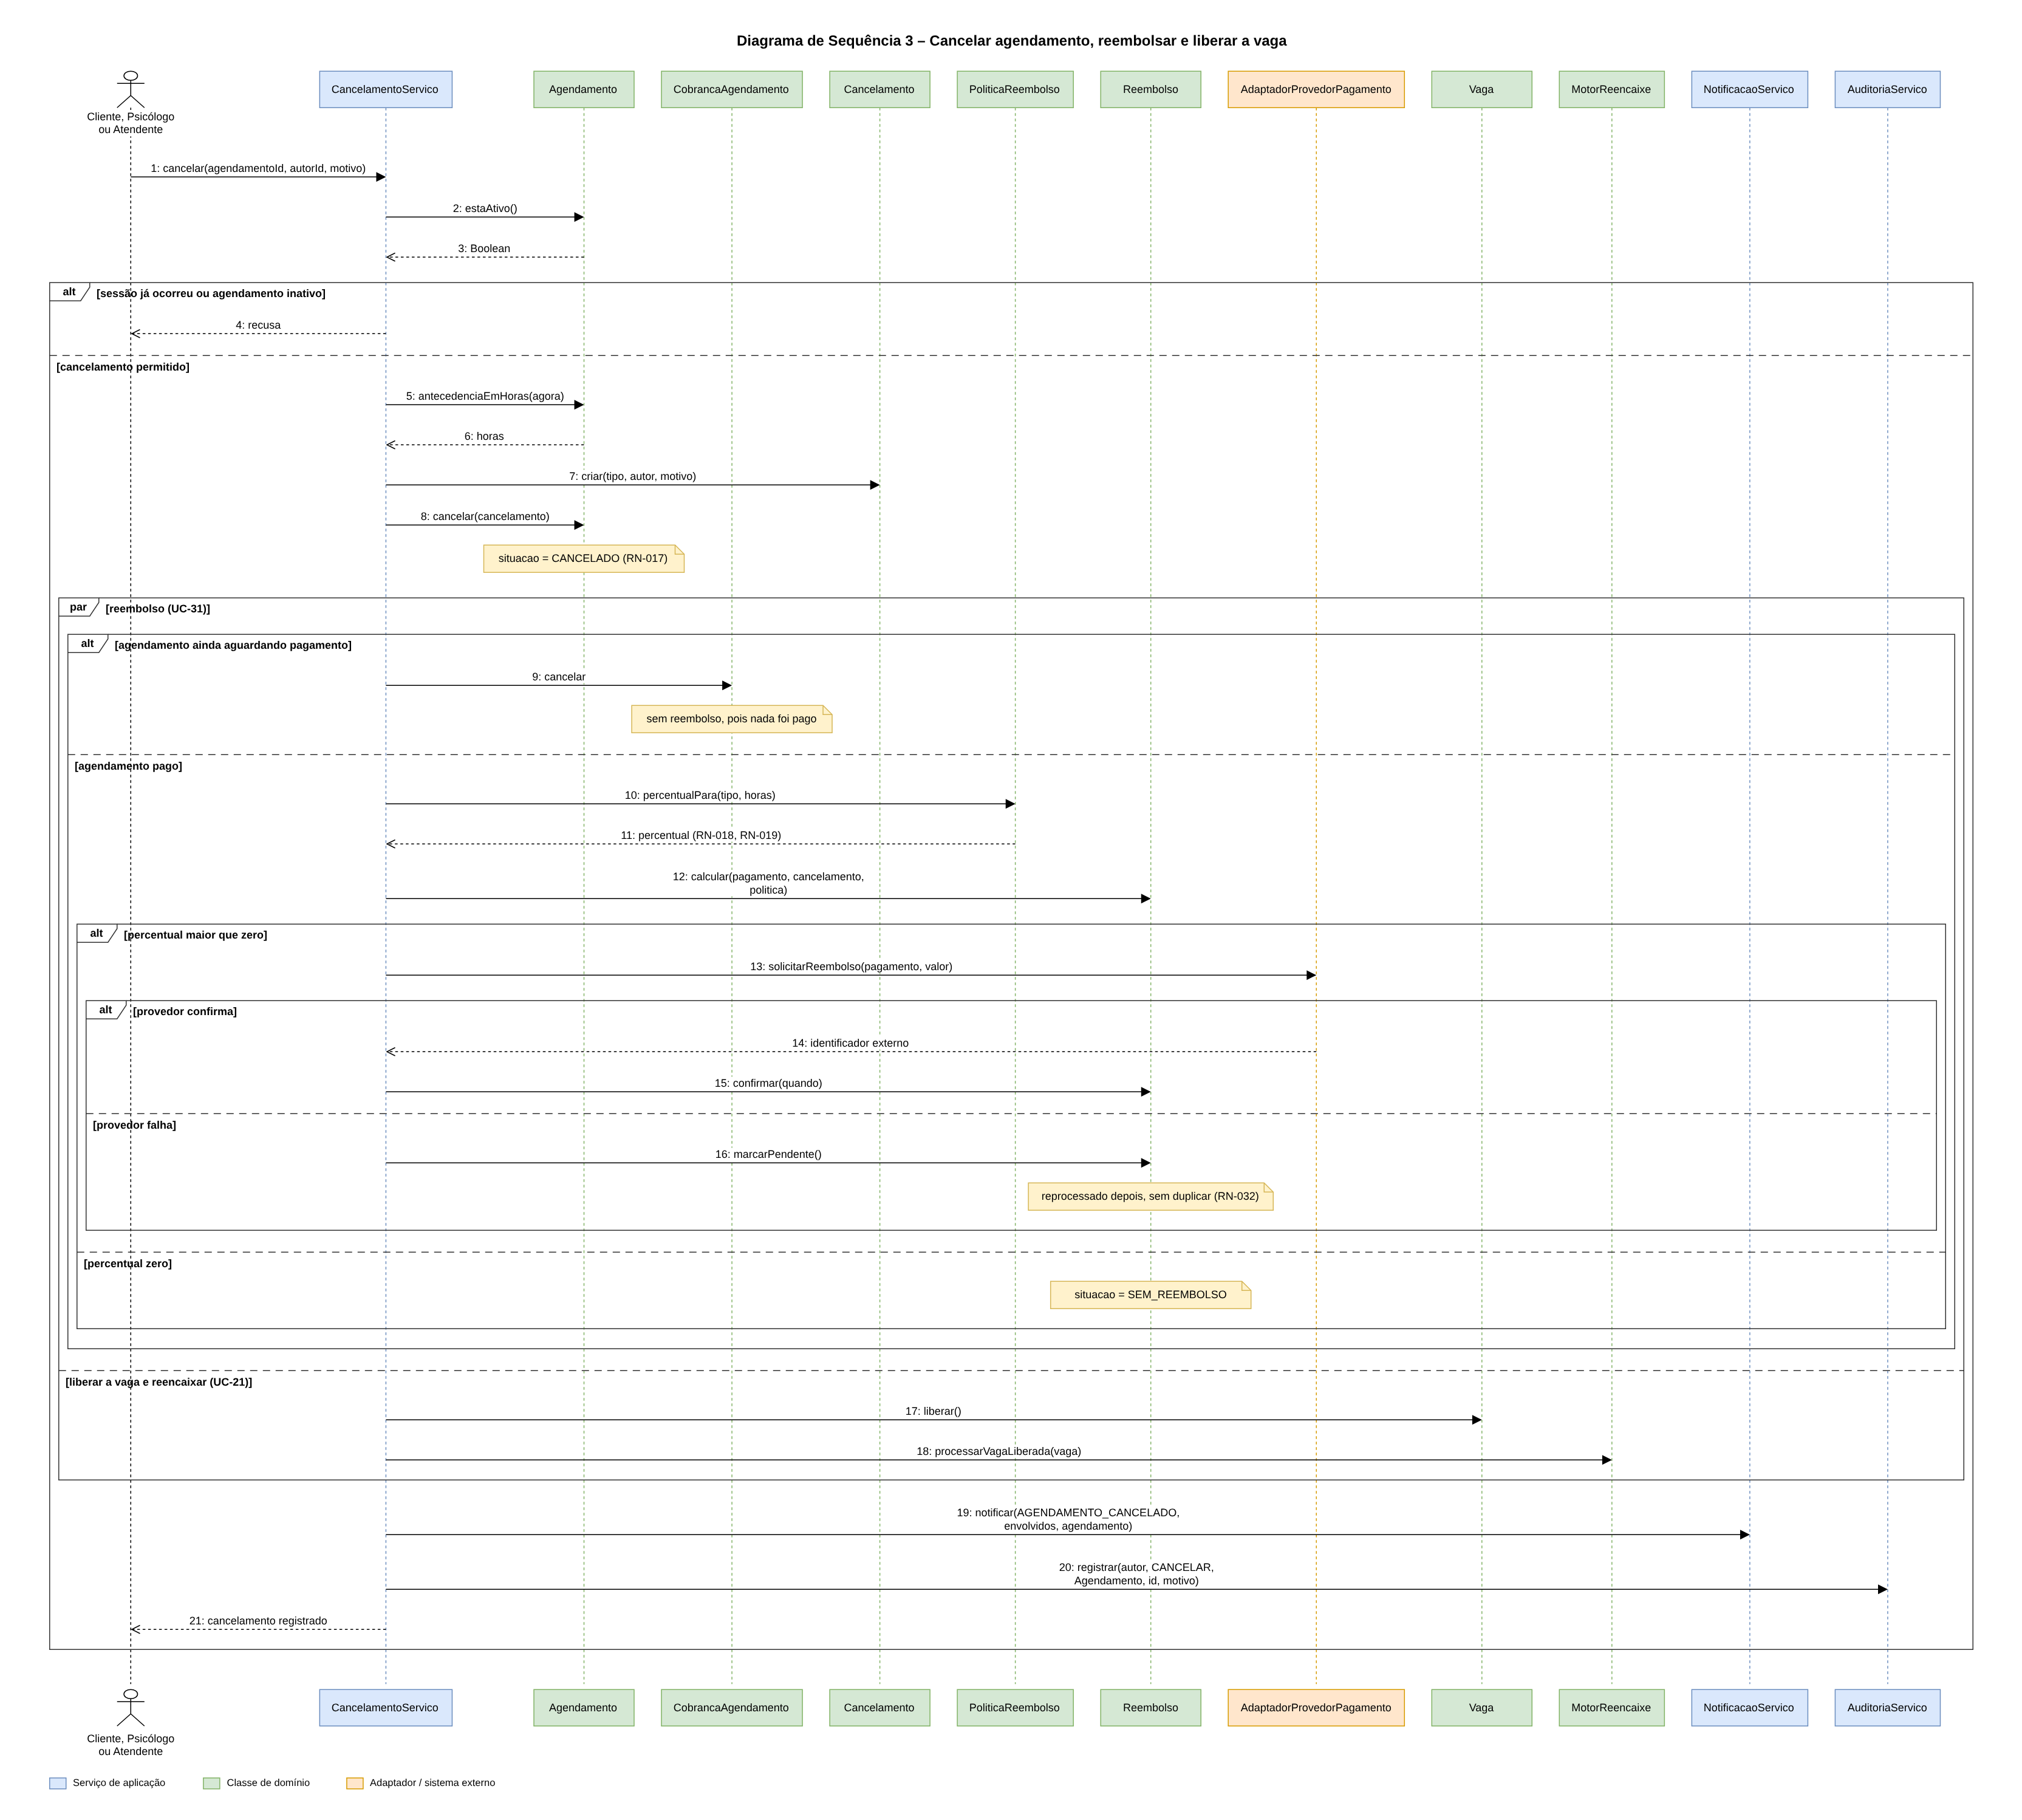 Diagrama de Sequência 3 – Cancelar agendamento, reembolsar e liberar a vaga
Cliente, Psicólogo
ou Atendente
CancelamentoServico
Agendamento
CobrancaAgendamento
Cancelamento
PoliticaReembolso
Reembolso
AdaptadorProvedorPagamento
Vaga
MotorReencaixe
NotificacaoServico
AuditoriaServico
1: cancelar(agendamentoId, autorId, motivo)
2: estaAtivo()
3: Boolean
alt
[sessão já ocorreu ou agendamento inativo]
4: recusa
[cancelamento permitido]
5: antecedenciaEmHoras(agora)
6: horas
7: criar(tipo, autor, motivo)
8: cancelar(cancelamento)
situacao = CANCELADO (RN-017)
par
[reembolso (UC-31)]
alt
[agendamento ainda aguardando pagamento]
9: cancelar
sem reembolso, pois nada foi pago
[agendamento pago]
10: percentualPara(tipo, horas)
11: percentual (RN-018, RN-019)
12: calcular(pagamento, cancelamento,
politica)
alt
[percentual maior que zero]
13: solicitarReembolso(pagamento, valor)
alt
[provedor confirma]
14: identificador externo
15: confirmar(quando)
[provedor falha]
16: marcarPendente()
reprocessado depois, sem duplicar (RN-032)
[percentual zero]
situacao = SEM_REEMBOLSO
[liberar a vaga e reencaixar (UC-21)]
17: liberar()
18: processarVagaLiberada(vaga)
19: notificar(AGENDAMENTO_CANCELADO,
envolvidos, agendamento)
20: registrar(autor, CANCELAR,
Agendamento, id, motivo)
21: cancelamento registrado
Cliente, Psicólogo
ou Atendente
CancelamentoServico
Agendamento
CobrancaAgendamento
Cancelamento
PoliticaReembolso
Reembolso
AdaptadorProvedorPagamento
Vaga
MotorReencaixe
NotificacaoServico
AuditoriaServico
Serviço de aplicação
Classe de domínio
Adaptador / sistema externo